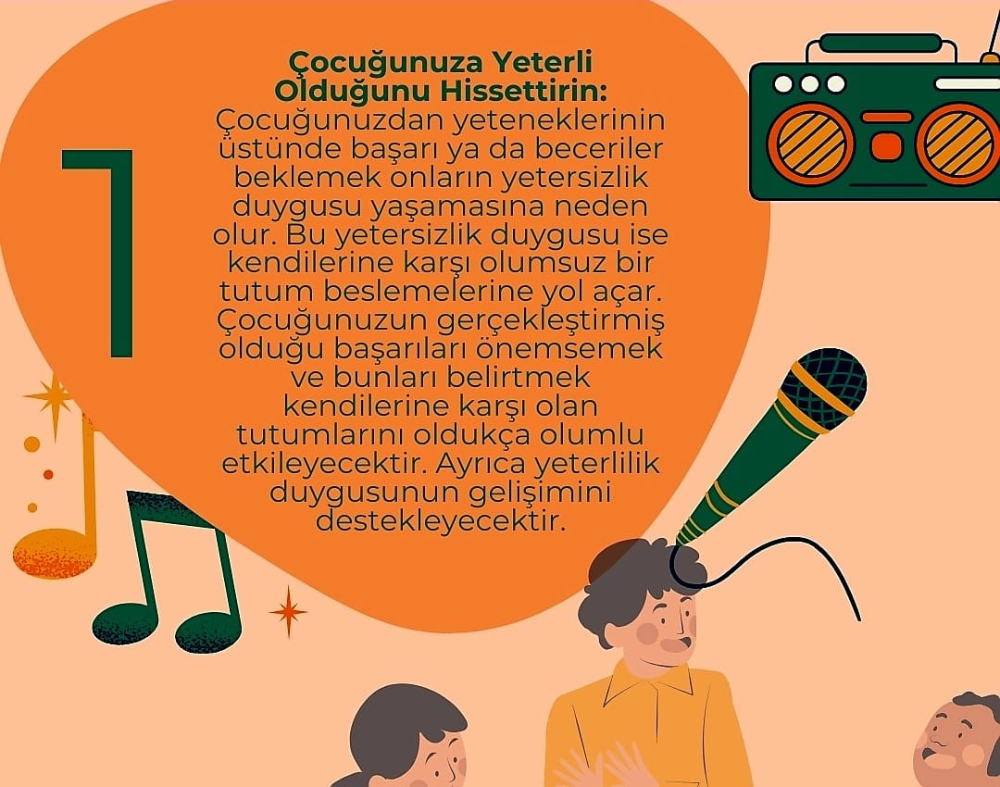 1
Çocuğunuza Yeterli
Olduğunu Hissettirin:
Çocuğunuzdan yeteneklerinin
üstünde başarı ya da beceriler
beklemek onların yetersizlik
duygusu yaşamasına neden
olur. Bu yetersizlik duygusu ise
kendilerine karşı olumsuz bir
tutum beslemelerine yol açar.
Çocuğunuzun gerçekleştirmiş
olduğu başarıları önemsemek
ve bunları belirtmek
kendilerine karşı olan
tutumlarını oldukça olumlu
etkileyecektir. Ayrıca yeterlilik
duygusunun gelişimini
destekleyecektir.